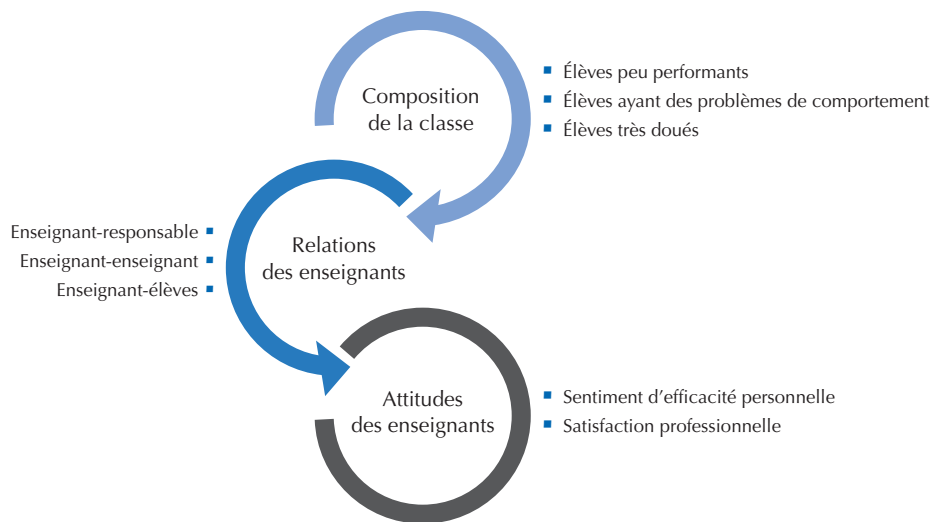 Composition
de la classe
■ Élèves peu performants
■ Élèves ayant des problèmes de comportement
■ Élèves très doués
Enseignant-responsable ■
Enseignant-enseignant ■
Enseignant-élèves ■
Relations
des enseignants
Attitudes
des enseignants
■ Sentiment d’efficacité personnelle
■ Satisfaction professionnelle